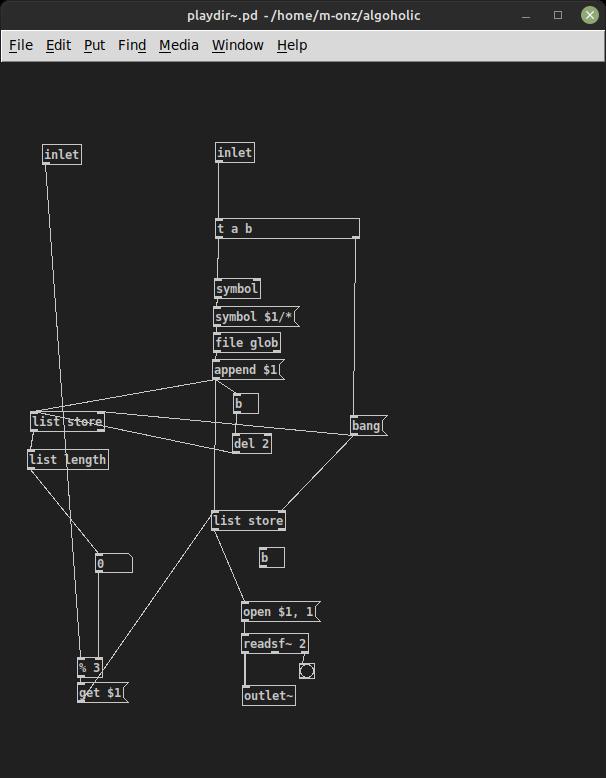 playdir~.pd - /home/m-onz/algoholic
File Edit Put Find Media Window Help
inlet
inlet
t a b
symbol
symbol $1/*
file glob
append $1
b
list store
bang
del 2
list length
list store
b
0
open $1, 1
readsf~ 2
% 3
get $1
outlet~